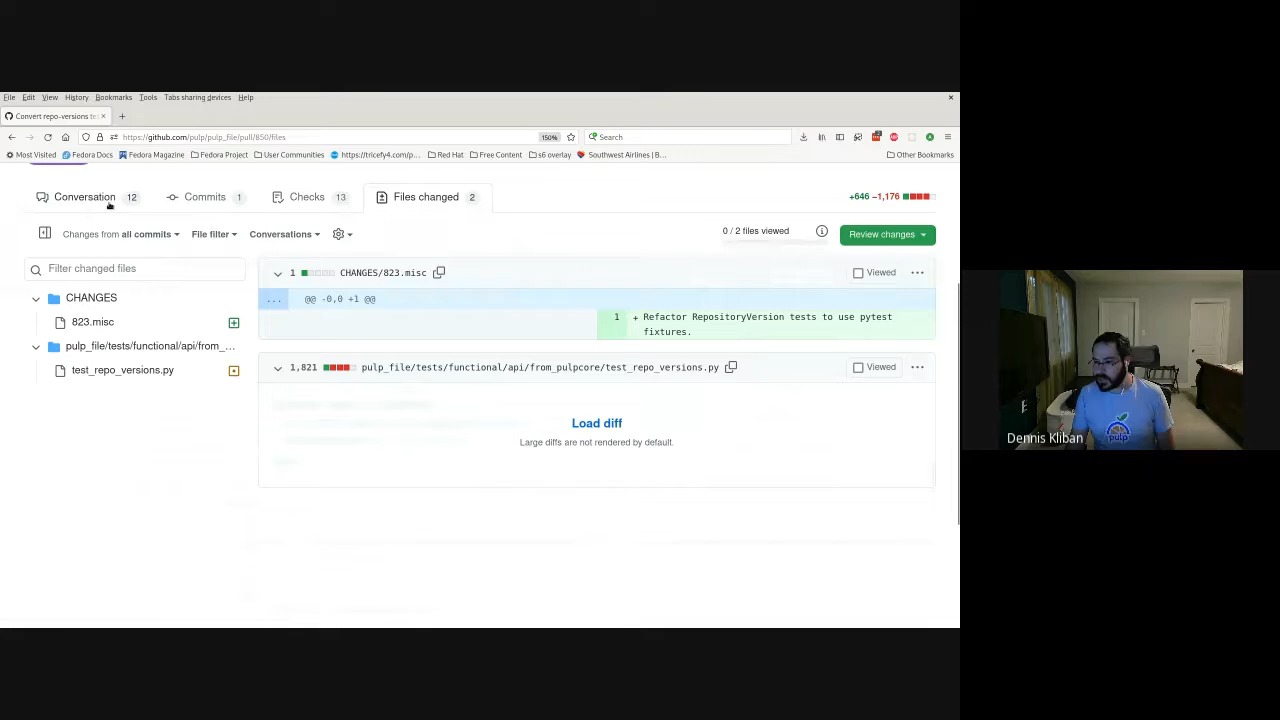 File Edit View History Bookmarks Tools Tabs sharing devices Help
Convert repo-versions te
https://github.com/pulp/pulp_file/pull/850/files 150% Search
Most Visited Fedora Docs Fedora Magazine Fedora Project User Communities https://tricefy4.com/p... Red Hat Free Content s6 overlay Southwest Airlines | B... Other Bookmarks
Conversation 12 Commits 1 Checks 13 Files changed 2 +646 −1,176
Changes from all commits File filter Conversations 0 / 2 files viewed Review changes
Filter changed files
1 CHANGES/823.misc Viewed
CHANGES
... @@ -0,0 +1 @@
823.misc
1 + Refactor RepositoryVersion tests to use pytest
fixtures.
pulp_file/tests/functional/api/from_...
test_repo_versions.py
1,821 pulp_file/tests/functional/api/from_pulpcore/test_repo_versions.py Viewed
Load diff
Large diffs are not rendered by default.
pulp
Dennis Kliban